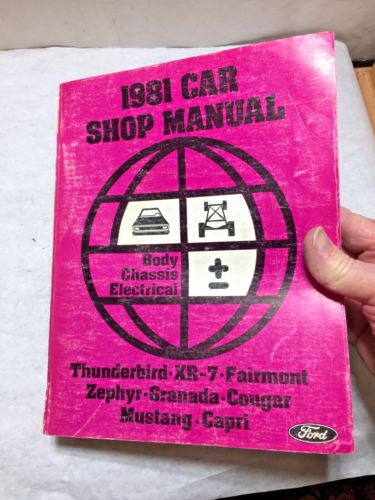 1981 CAR
SHOP MANUAL
Body
Chassis
Electrical
Thunderbird·XR-7·Fairmont
Zephyr·Granada·Cougar
Mustang·Capri
Ford